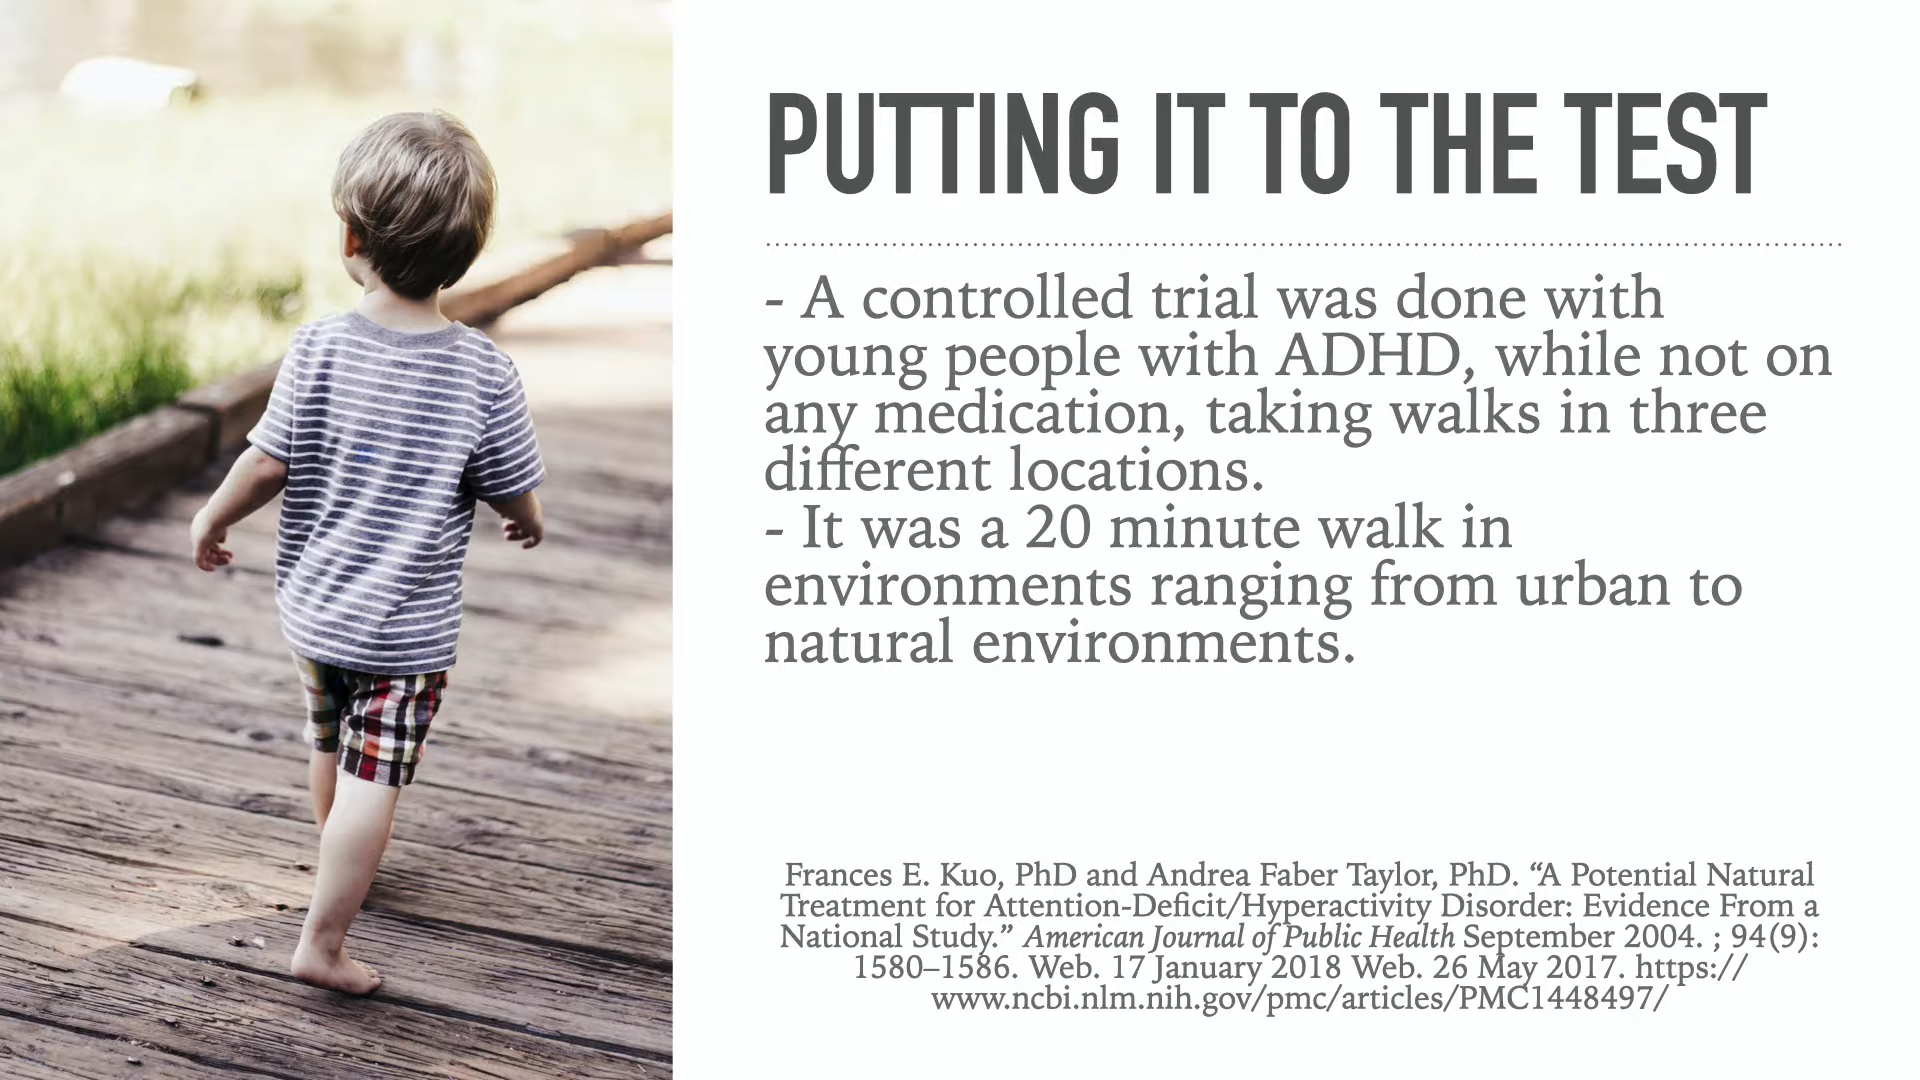 PUTTING IT TO THE TEST
- A controlled trial was done with
young people with ADHD, while not on
any medication, taking walks in three
different locations.
- It was a 20 minute walk in
environments ranging from urban to
natural environments.
Frances E. Kuo, PhD and Andrea Faber Taylor, PhD. “A Potential Natural
Treatment for Attention-Deficit/Hyperactivity Disorder: Evidence From a
National Study.” American Journal of Public Health September 2004. ; 94(9):
1580–1586. Web. 17 January 2018 Web. 26 May 2017. https://
www.ncbi.nlm.nih.gov/pmc/articles/PMC1448497/